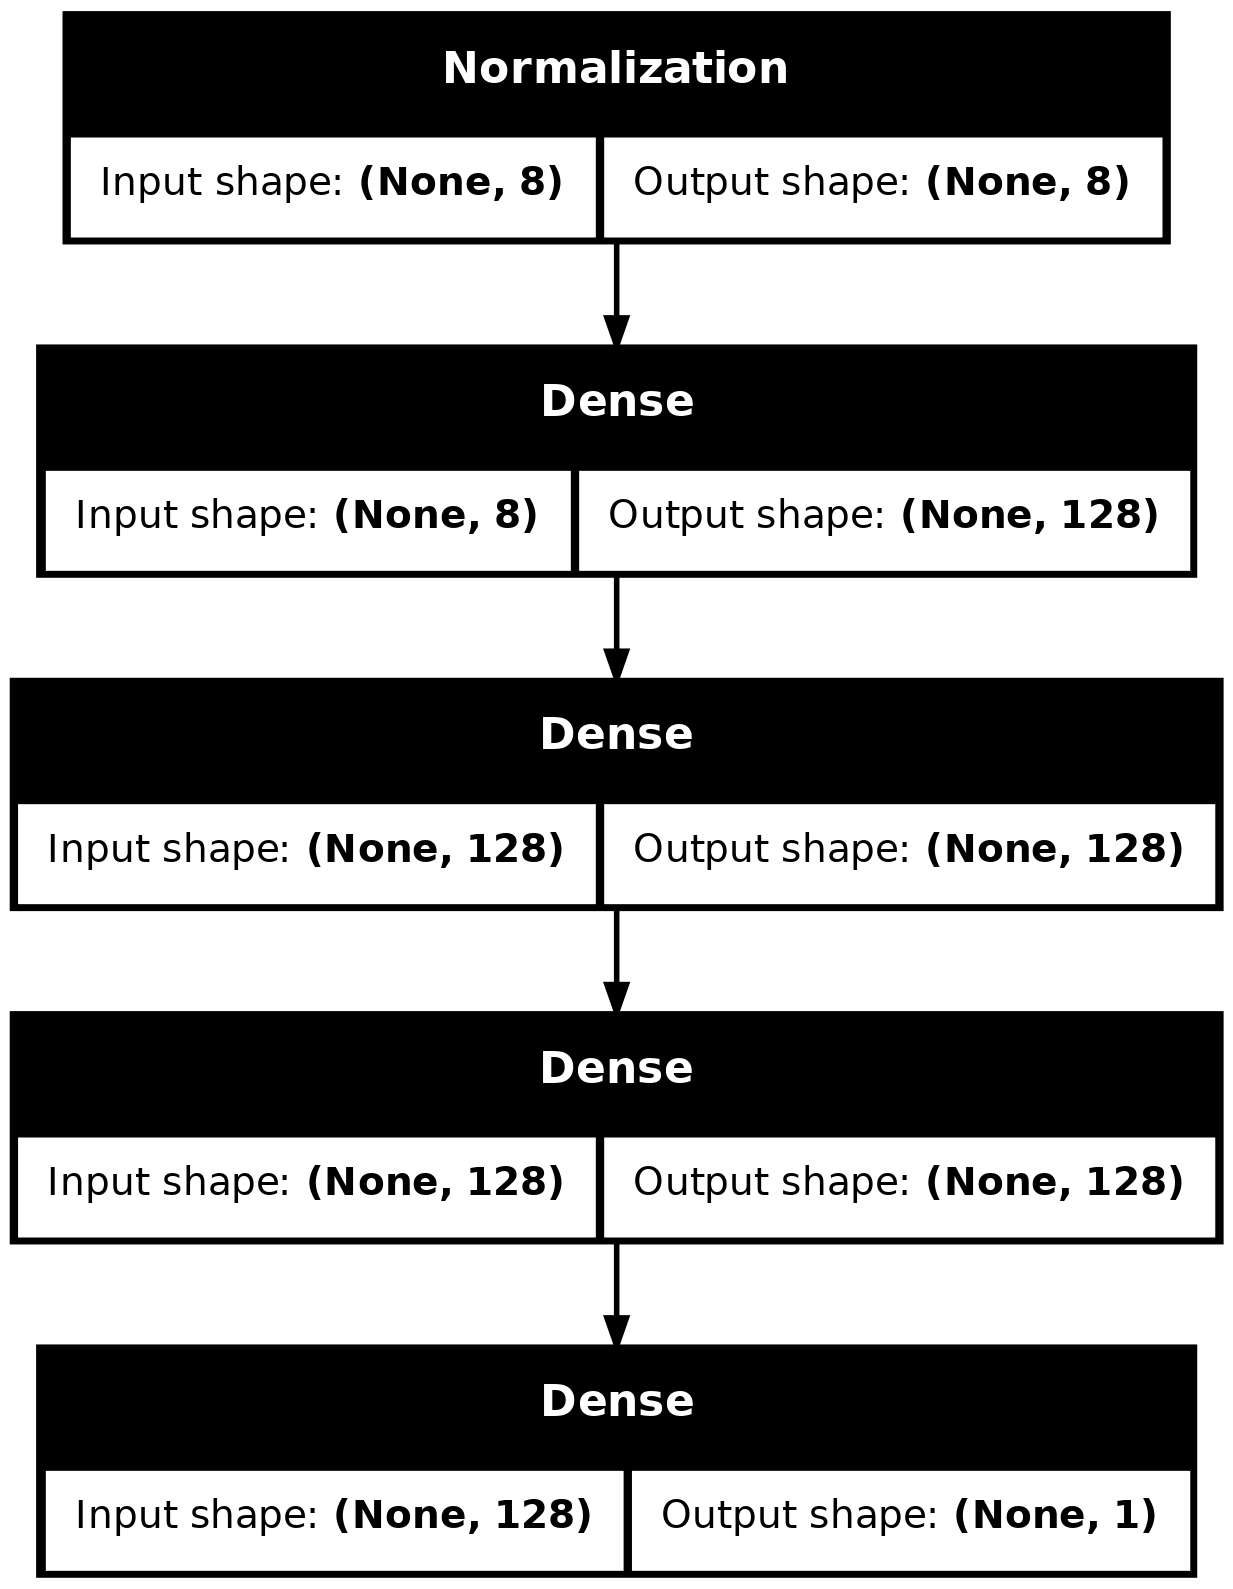 Normalization
Input shape: (None, 8) Output shape: (None, 8)
Dense
Input shape: (None, 8) Output shape: (None, 128)
Dense
Input shape: (None, 128) Output shape: (None, 128)
Dense
Input shape: (None, 128) Output shape: (None, 128)
Dense
Input shape: (None, 128) Output shape: (None, 1)